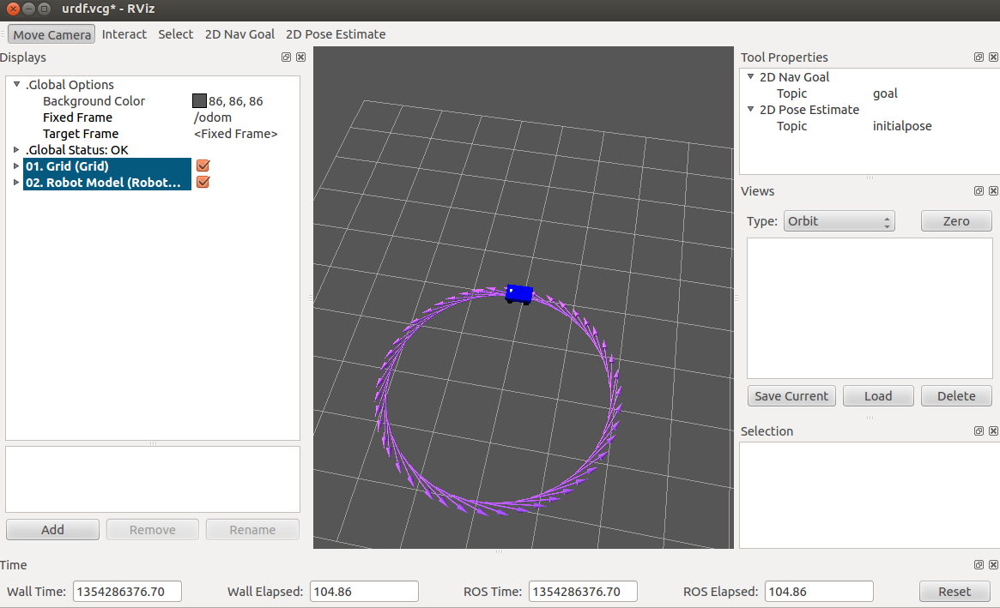 urdf.vcg* - RViz
Move Camera Interact Select 2D Nav Goal 2D Pose Estimate
Displays
.Global Options
Background Color 86, 86, 86
Fixed Frame /odom
Target Frame <Fixed Frame>
.Global Status: OK
01. Grid (Grid)
02. Robot Model (Robot...
Add Remove Rename
Tool Properties
2D Nav Goal
Topic goal
2D Pose Estimate
Topic initialpose
Views
Type: Orbit Zero
Save Current Load Delete
Selection
Time
Wall Time: 1354286376.70 Wall Elapsed: 104.86 ROS Time: 1354286376.70 ROS Elapsed: 104.86 Reset